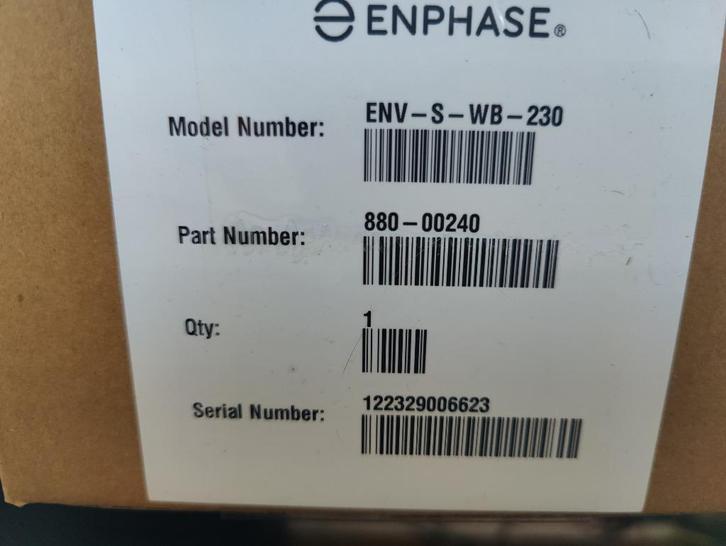 ENPHASE®
Model Number: ENV-S-WB-230
Part Number: 880-00240
Qty: 1
Serial Number: 122329006623